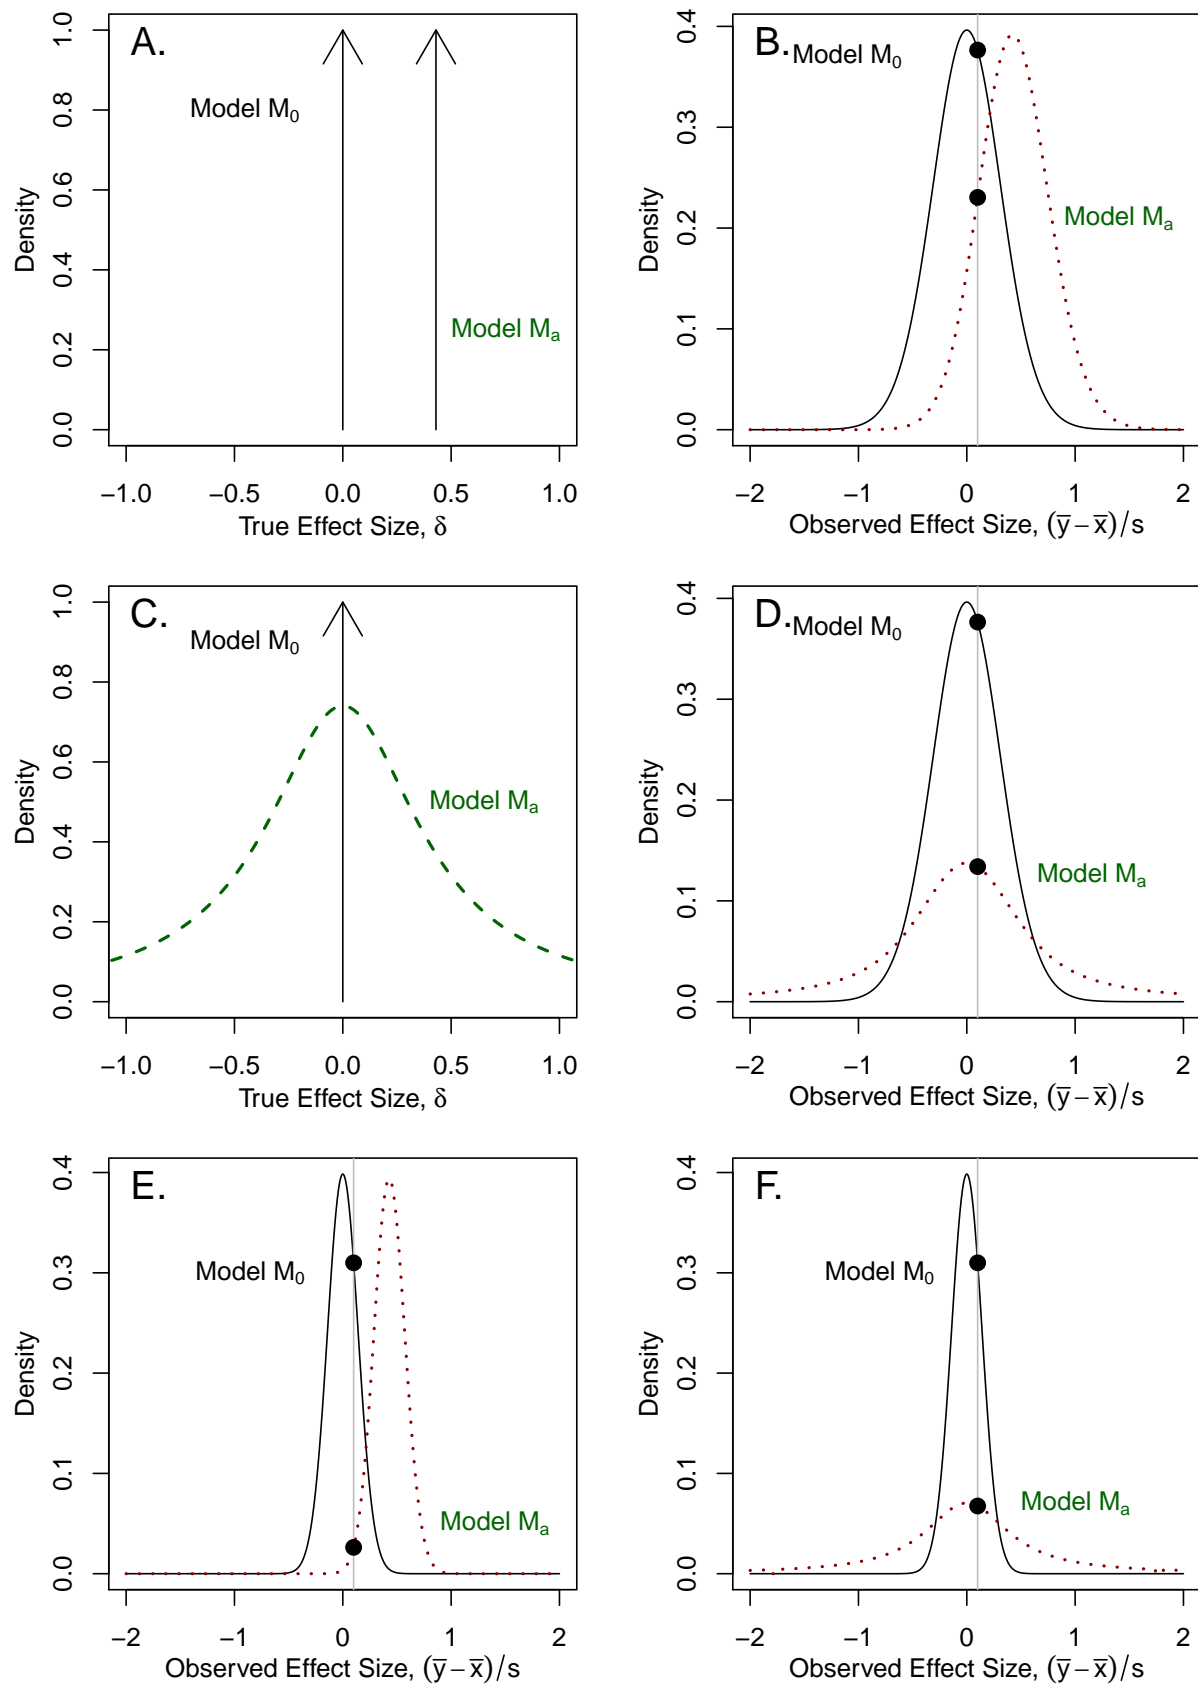 A.
Model M₀
Model Mₐ
Density
0.0 0.2 0.4 0.6 0.8 1.0
−1.0 −0.5 0.0 0.5 1.0
True Effect Size, δ
B.
Model M₀
Model Mₐ
Density
0.0 0.1 0.2 0.3 0.4
−2 −1 0 1 2
Observed Effect Size, (y̅ − x̅)/s
C.
Model M₀
Model Mₐ
Density
0.0 0.2 0.4 0.6 0.8 1.0
−1.0 −0.5 0.0 0.5 1.0
True Effect Size, δ
D.
Model M₀
Model Mₐ
Density
0.0 0.1 0.2 0.3 0.4
−2 −1 0 1 2
Observed Effect Size, (y̅ − x̅)/s
E.
Model M₀
Model Mₐ
Density
0.0 0.1 0.2 0.3 0.4
−2 −1 0 1 2
Observed Effect Size, (y̅ − x̅)/s
F.
Model M₀
Model Mₐ
Density
0.0 0.1 0.2 0.3 0.4
−2 −1 0 1 2
Observed Effect Size, (y̅ − x̅)/s